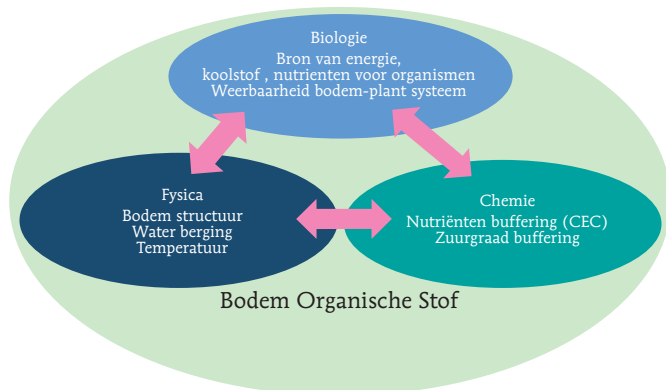 Biologie
Bron van energie,
koolstof , nutrienten voor organismen
Weerbaarheid bodem-plant systeem
Fysica
Bodem structuur
Water berging
Temperatuur
Chemie
Nutriënten buffering (CEC)
Zuurgraad buffering
Bodem Organische Stof